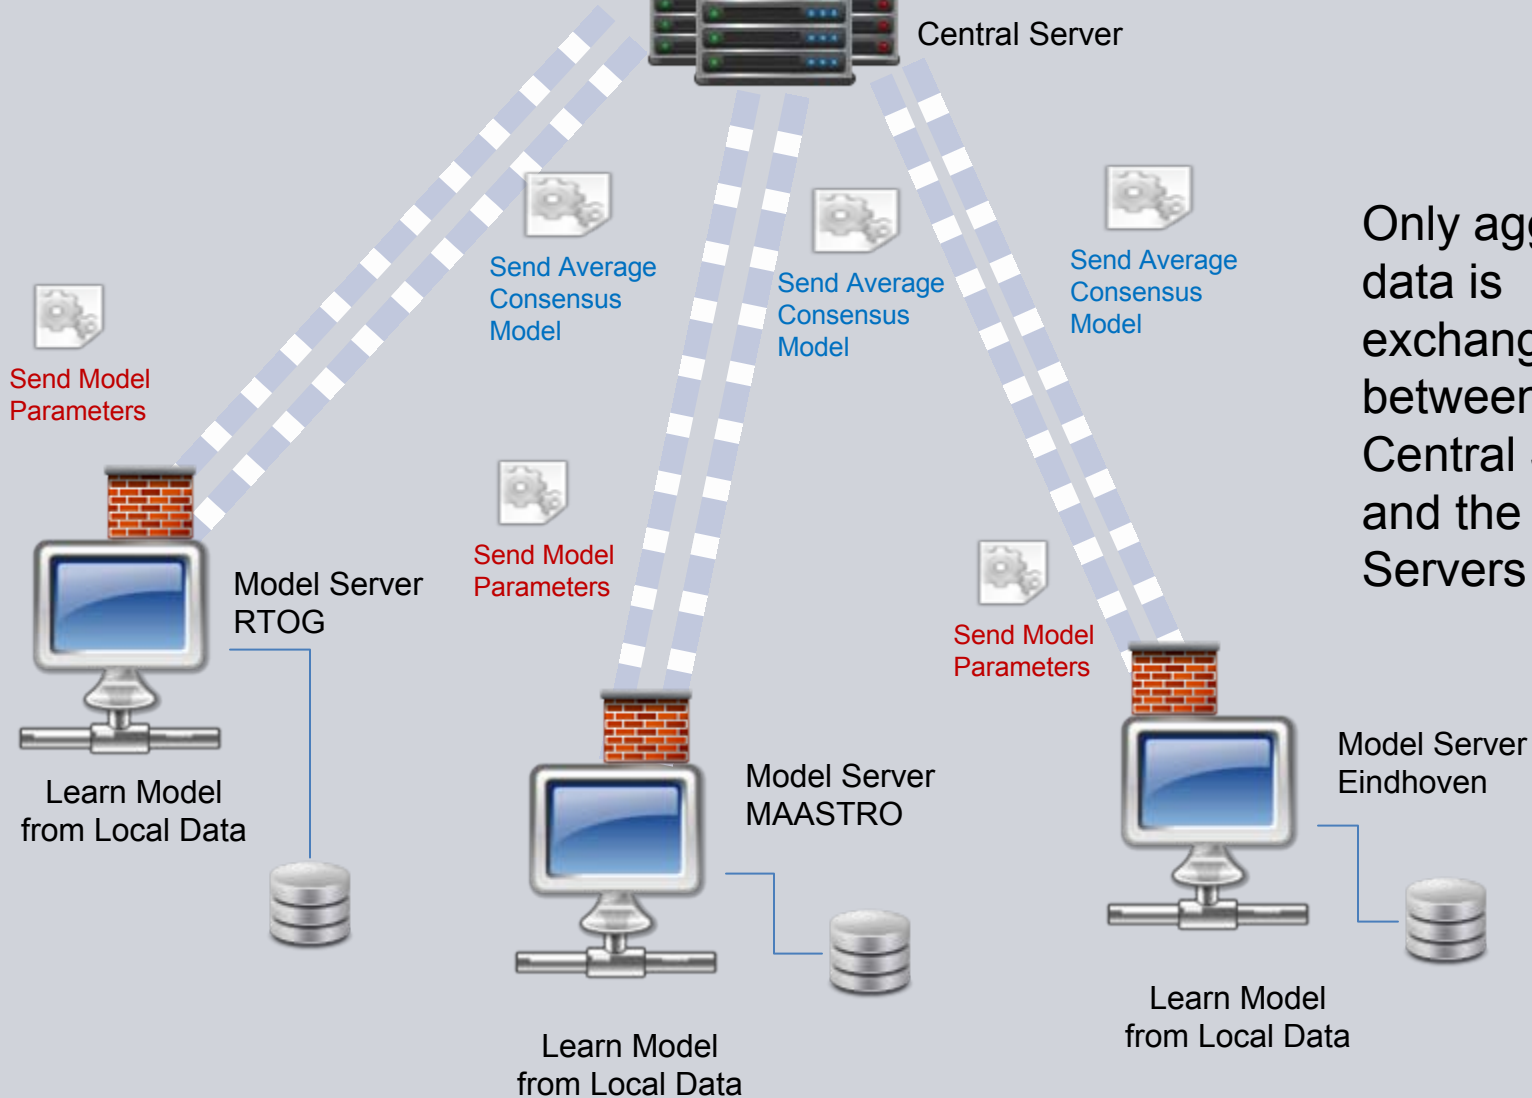 Central Server
Send Average
Consensus
Model
Send Average
Consensus
Model
Send Average
Consensus
Model
Only
data is
between
Central
and the
Servers
Send Model
Parameters
Send Model
Parameters
Send Model
Parameters
Model Server
RTOG
Learn Model
from Local Data
Model Server
MAASTRO
Learn Model
from Local Data
Model Server
Eindhoven
Learn Model
from Local Data